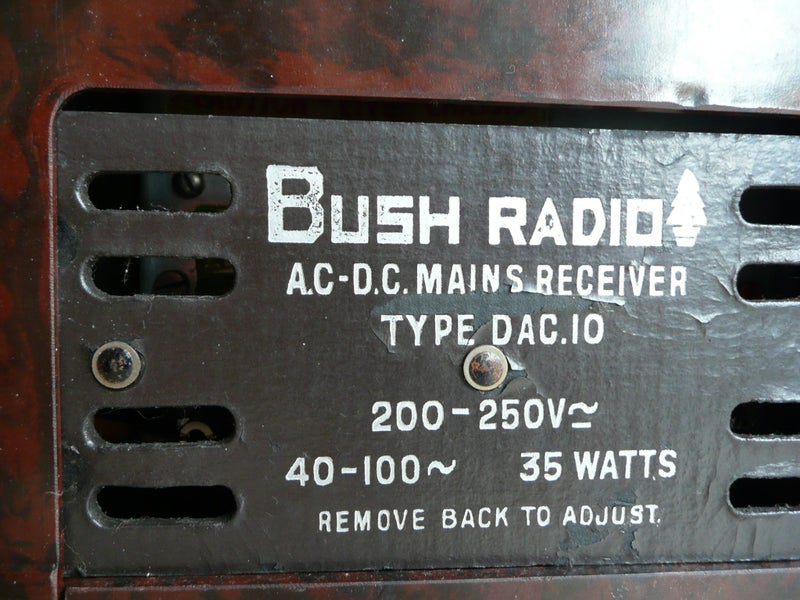 BUSH RADIO
A.C-D.C. MAINS RECEIVER
TYPE DAC.10
200-250V≃
40-100~ 35 WATTS
REMOVE BACK TO ADJUST.